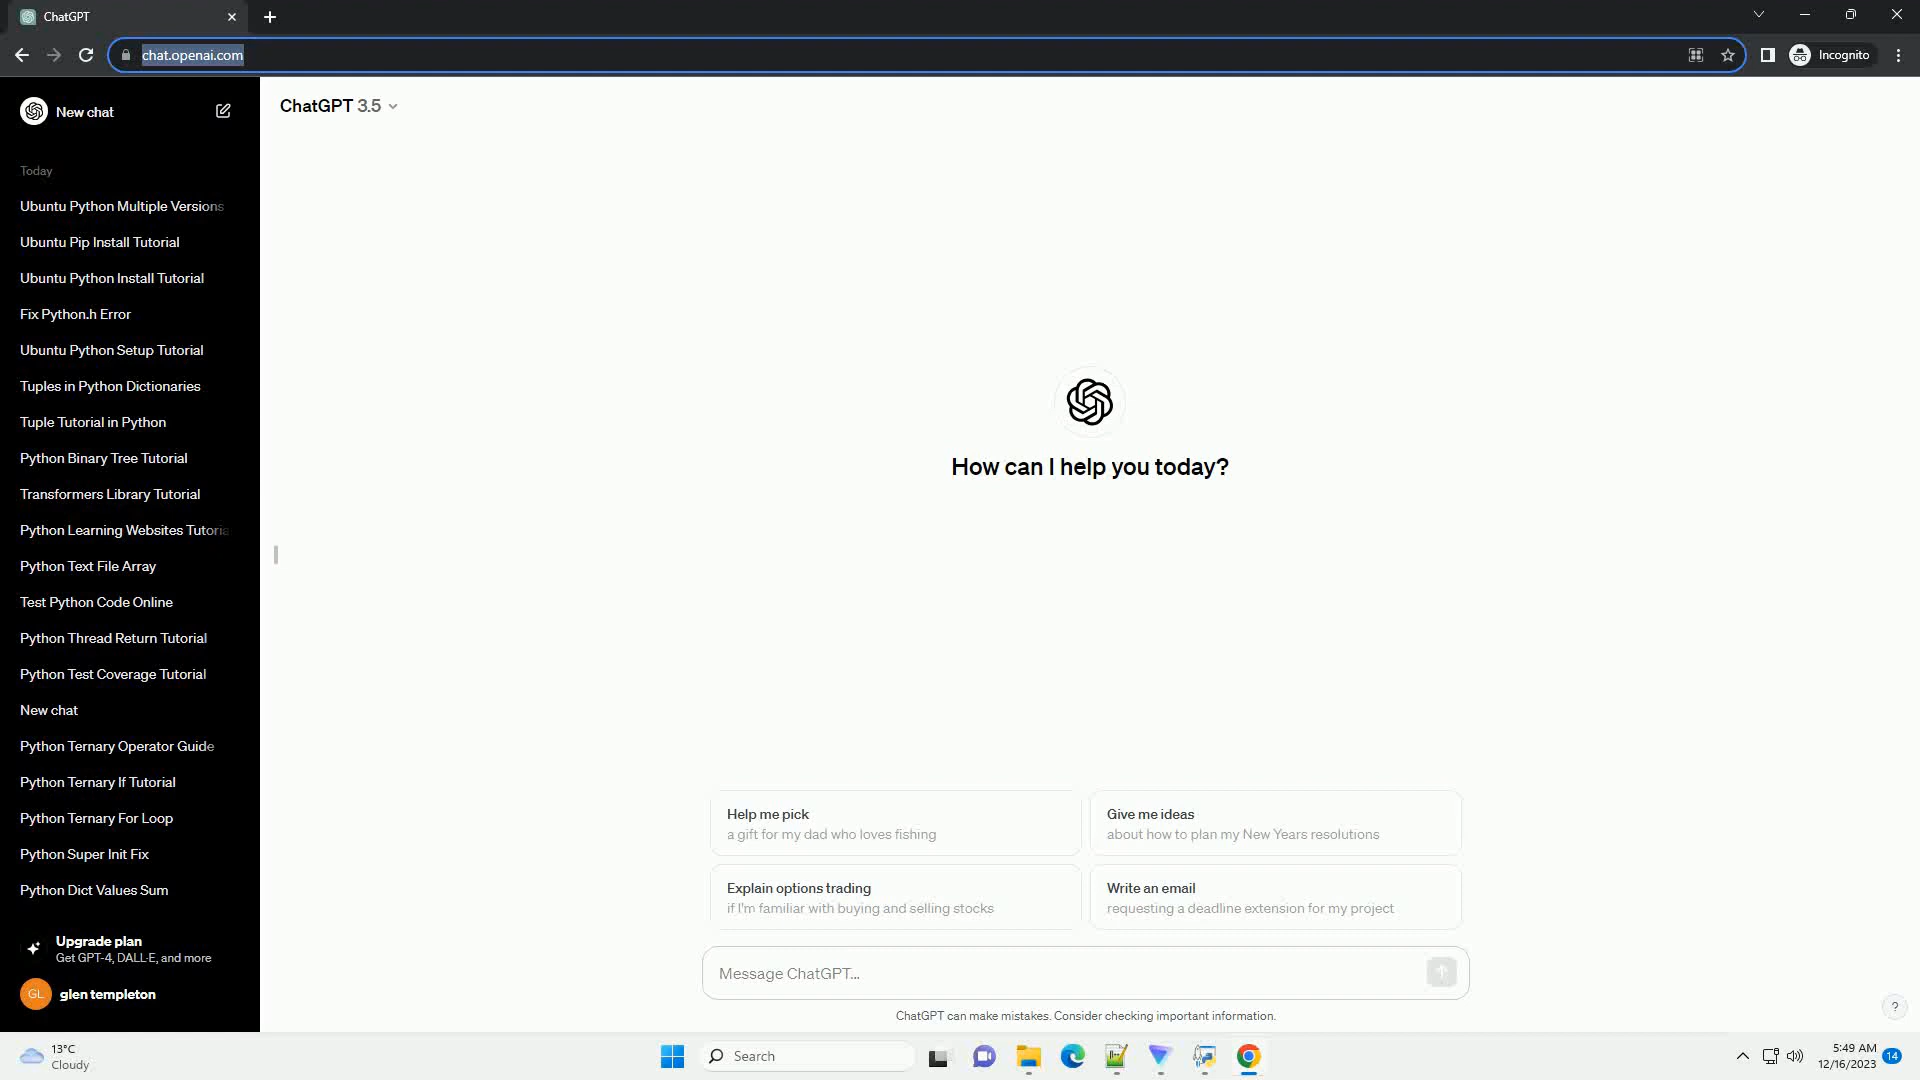 ChatGPT
chat.openai.com
Incognito
New chat
ChatGPT 3.5
Today
Ubuntu Python Multiple Versions
Ubuntu Pip Install Tutorial
Ubuntu Python Install Tutorial
Fix Python.h Error
Ubuntu Python Setup Tutorial
Tuples in Python Dictionaries
Tuple Tutorial in Python
Python Binary Tree Tutorial
Transformers Library Tutorial
Python Learning Websites Tutoria
Python Text File Array
Test Python Code Online
Python Thread Return Tutorial
Python Test Coverage Tutorial
New chat
Python Ternary Operator Guide
Python Ternary If Tutorial
Python Ternary For Loop
Python Super Init Fix
Python Dict Values Sum
Upgrade plan
Get GPT-4, DALL·E, and more
GL
glen templeton
How can I help you today?
Help me pick
a gift for my dad who loves fishing
Give me ideas
about how to plan my New Years resolutions
Explain options trading
if I'm familiar with buying and selling stocks
Write an email
requesting a deadline extension for my project
Message ChatGPT...
ChatGPT can make mistakes. Consider checking important information.
?
13°C
Cloudy
Search
5:49 AM
12/16/2023
14